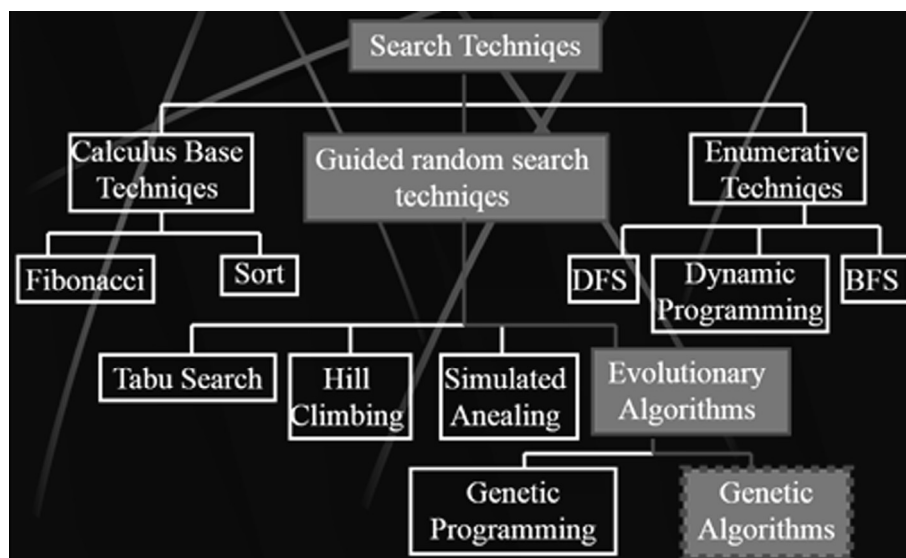 Search Techniqes
Calculus Base
Techniqes
Guided random search
techniqes
Enumerative
Techniqes
Fibonacci
Sort
DFS
Dynamic
Programming
BFS
Tabu Search
Hill
Climbing
Simulated
Anealing
Evolutionary
Algorithms
Genetic
Programming
Genetic
Algorithms